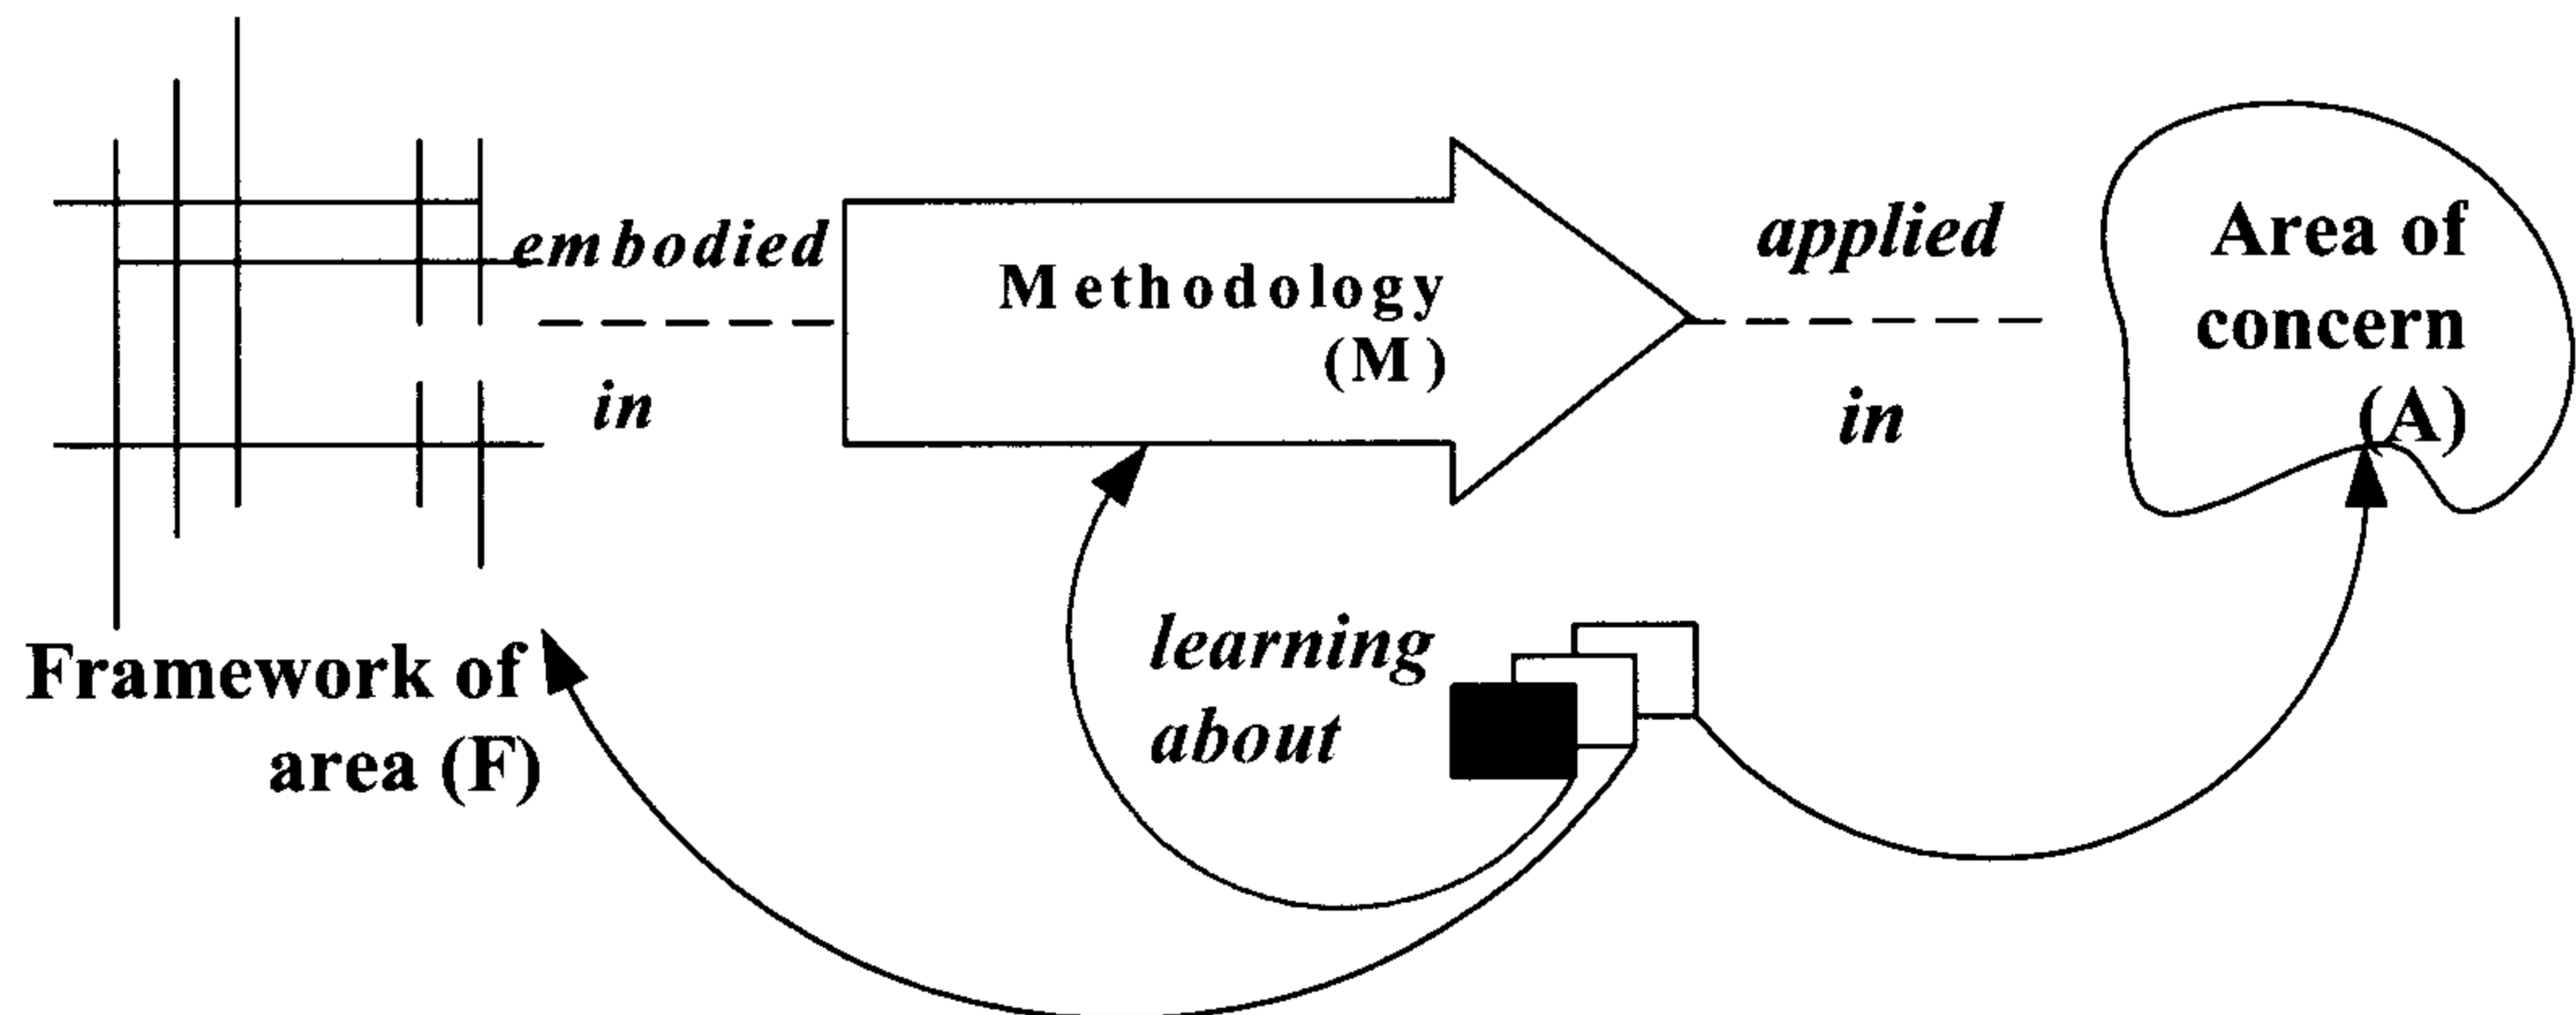 embodied
in
Methodology
(M)
applied
in
Area of
concern
(A)
learning
about
Framework of
area (F)